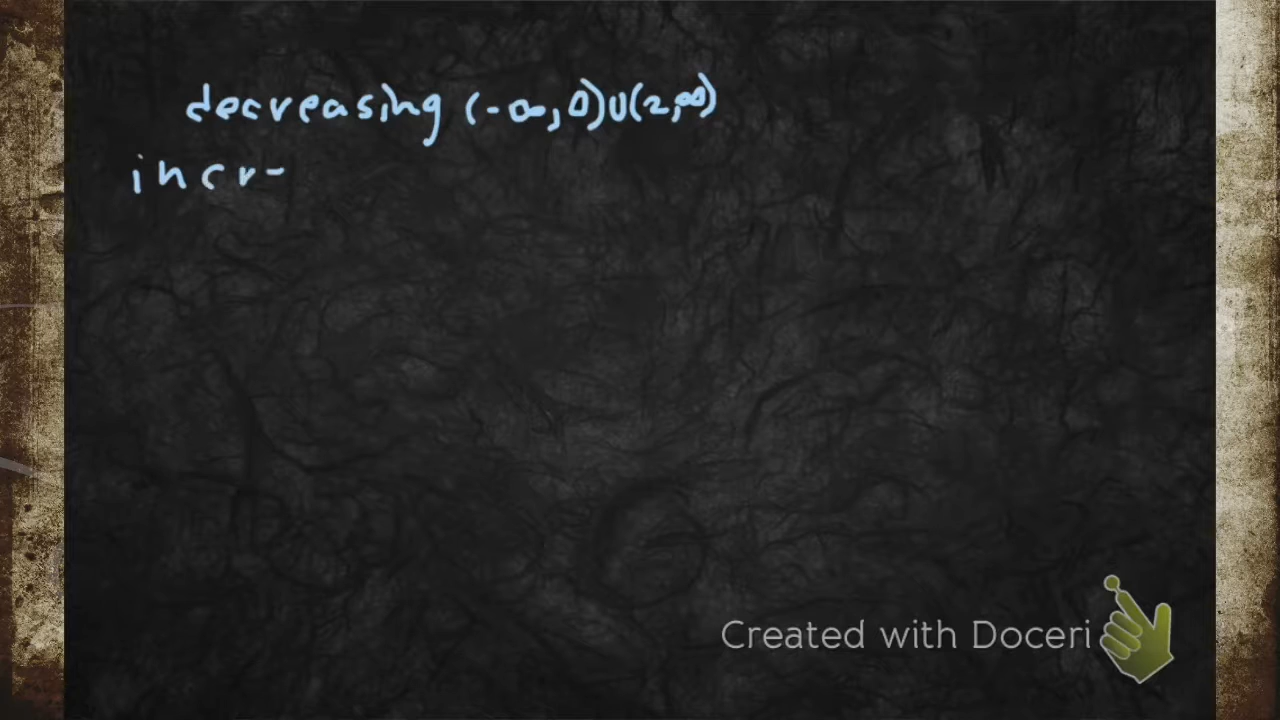 decreasing (-∞,0)∪(2,∞)
incr-
Created with Doceri